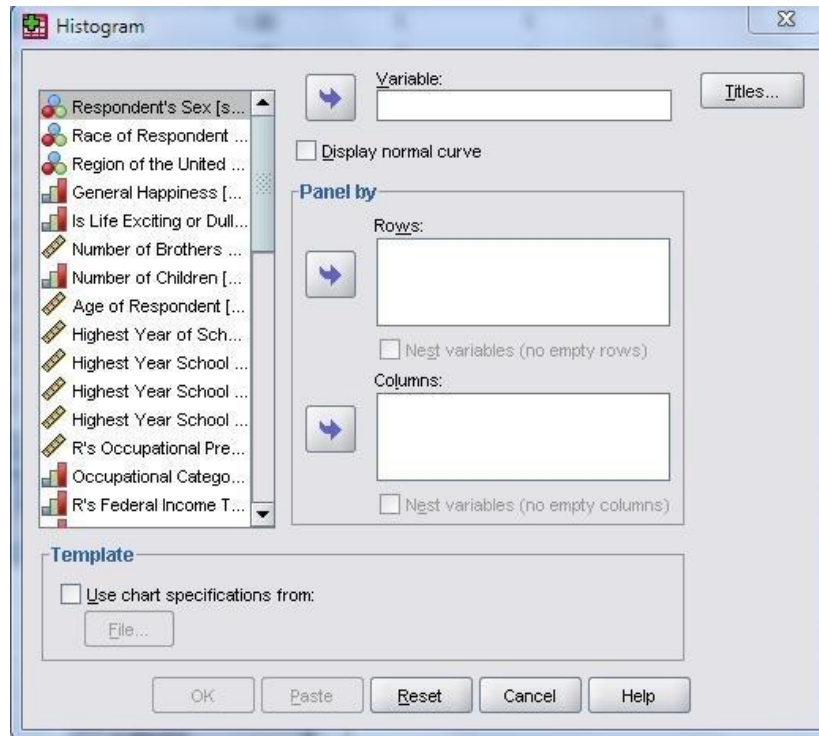 Histogram
Respondent's Sex [s...
Race of Respondent ...
Region of the United ...
General Happiness [...
Is Life Exciting or Dull...
Number of Brothers ...
Number of Children [...
Age of Respondent [...
Highest Year of Sch...
Highest Year School ...
Highest Year School ...
Highest Year School ...
R's Occupational Pre...
Occupational Catego...
R's Federal Income T...
Variable:
Titles...
Display normal curve
Panel by
Rows:
Nest variables (no empty rows)
Columns:
Nest variables (no empty columns)
Template
Use chart specifications from:
File...
OK Paste Reset Cancel Help